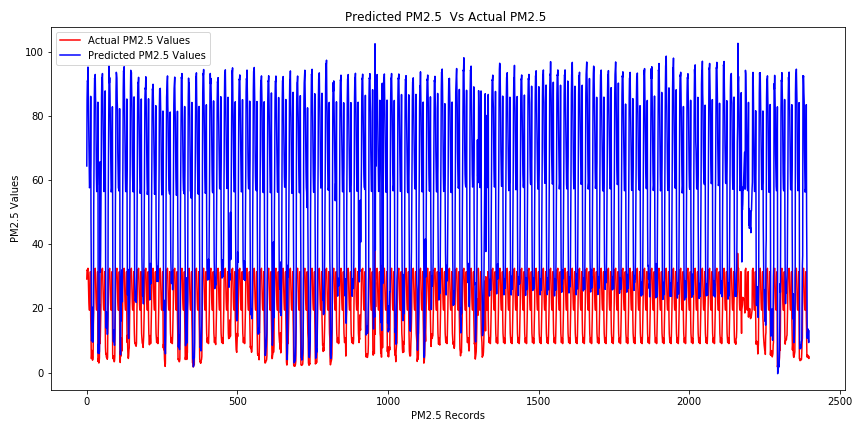 Predicted PM2.5  Vs Actual PM2.5
Actual PM2.5 Values
Predicted PM2.5 Values
PM2.5 Values
100
80
60
40
20
0
0 500 1000 1500 2000 2500
PM2.5 Records